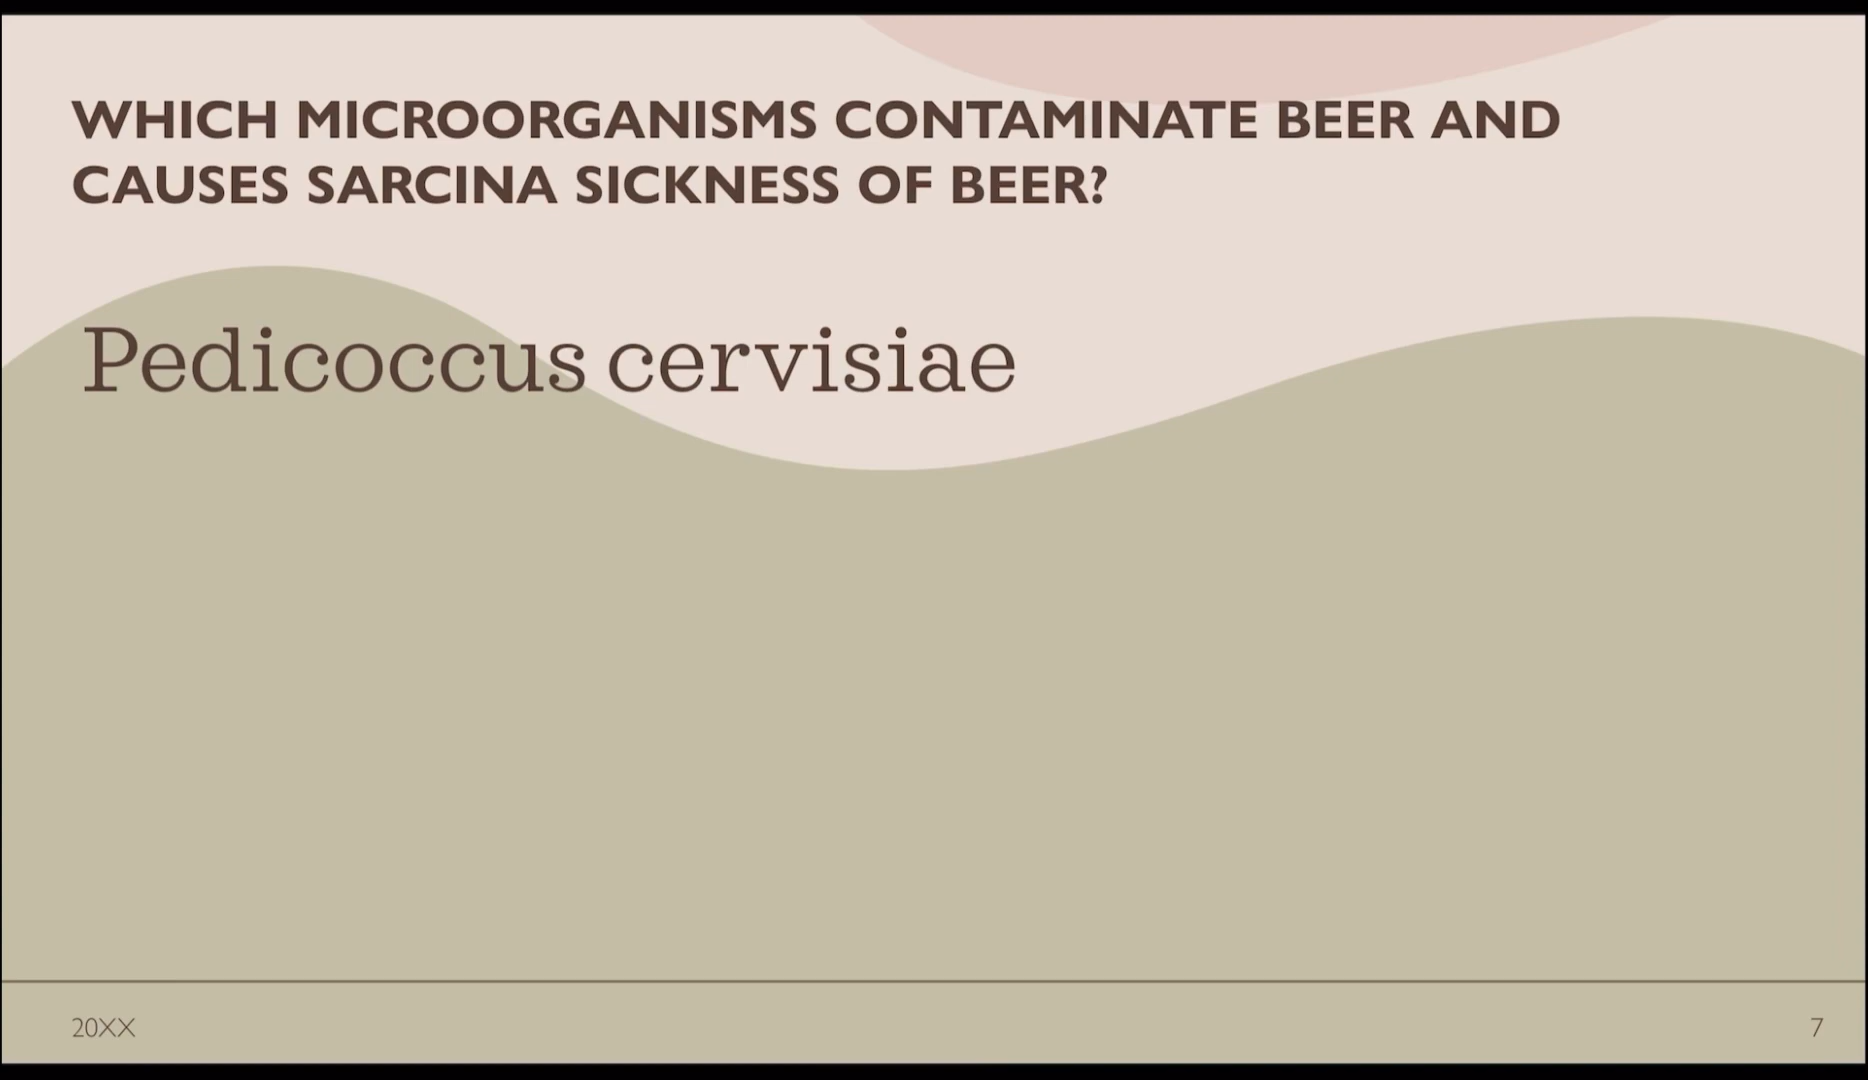 WHICH MICROORGANISMS CONTAMINATE BEER AND
CAUSES SARCINA SICKNESS OF BEER?
Pedicoccus cervisiae
20XX
7